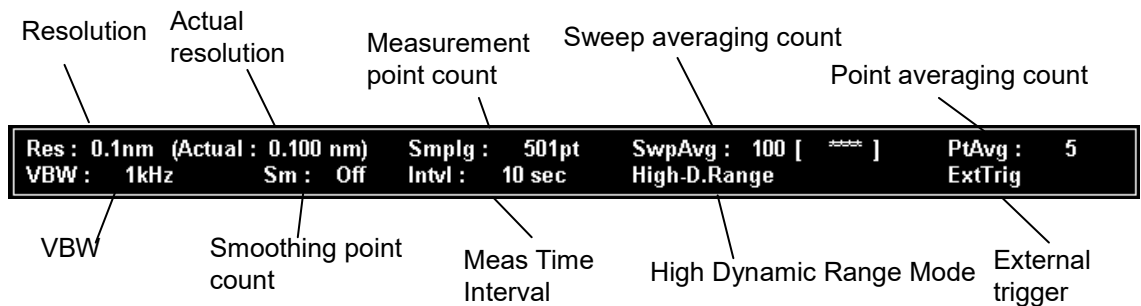 Resolution
Actual
resolution
Measurement
point count
Sweep averaging count
Point averaging count
Res : 0.1nm (Actual : 0.100 nm) Smplg : 501pt SwpAvg : 100 [ **** ] PtAvg : 5
VBW : 1kHz Sm : Off Intvl : 10 sec High-D.Range ExtTrig
VBW
Smoothing point
count
Meas Time
Interval
High Dynamic Range Mode
External
trigger